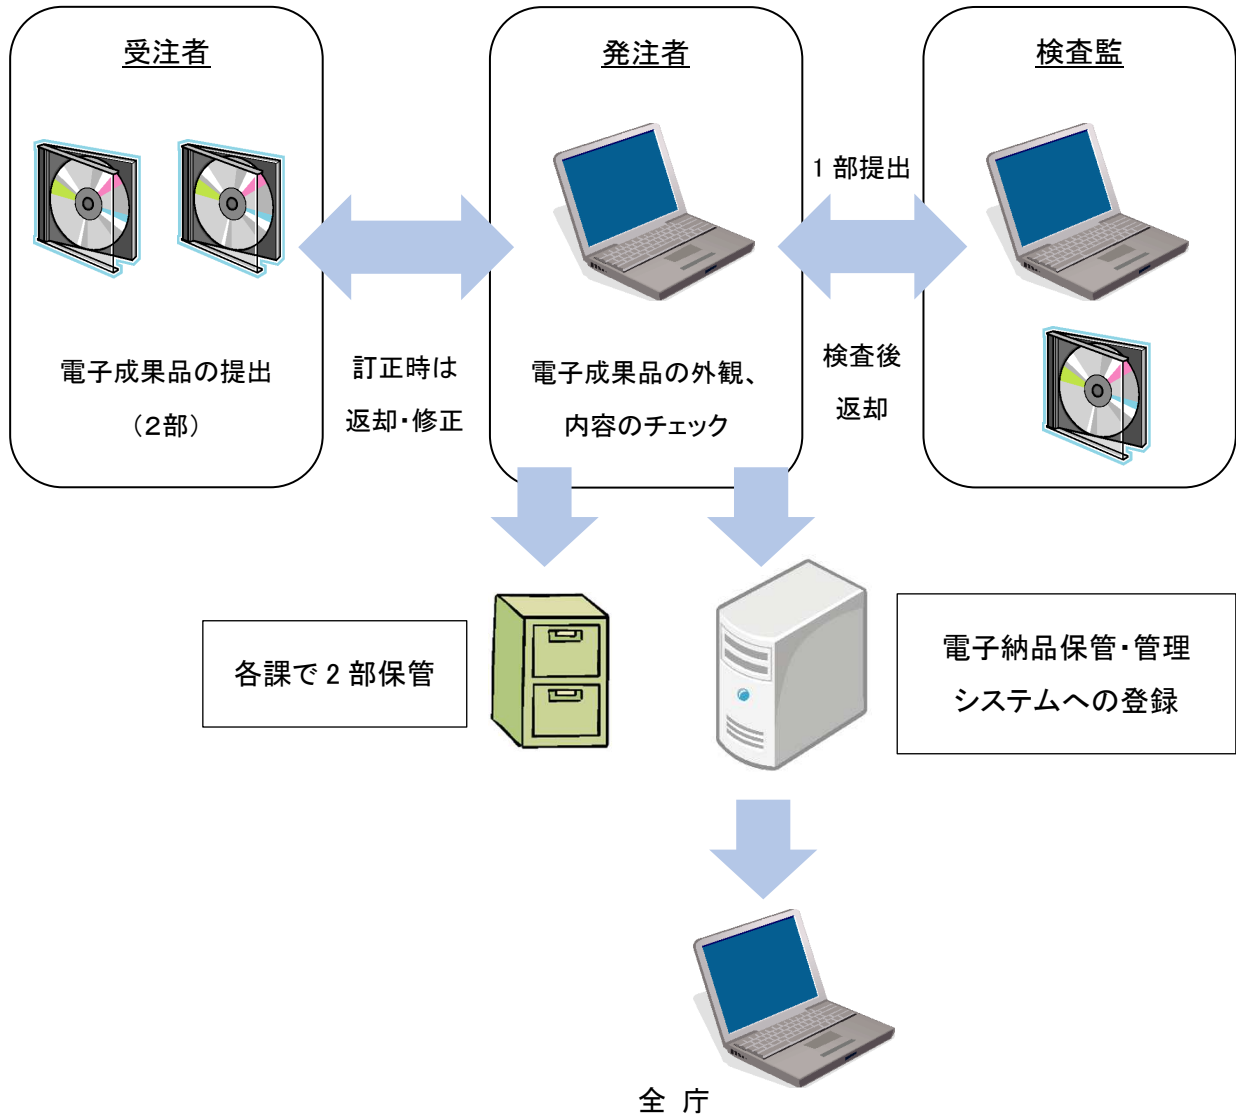 受注者
電子成果品の提出
（２部）
訂正時は
返却・修正
発注者
電子成果品の外観、
内容のチェック
1 部提出
検査後
返却
検査監
各課で 2 部保管
電子納品保管・管理
システムへの登録
全 庁